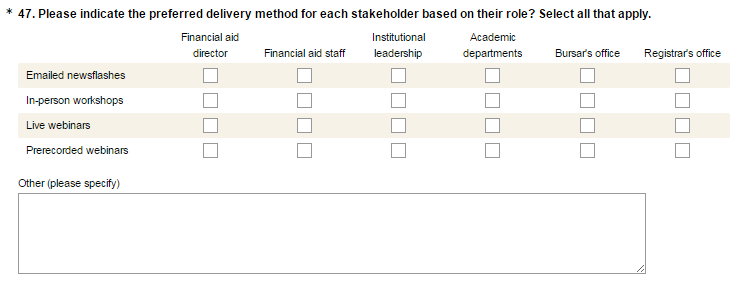 * 47. Please indicate the preferred delivery method for each stakeholder based on their role? Select all that apply.
Financial aid director
Financial aid staff
Institutional leadership
Academic departments
Bursar's office
Registrar's office
Emailed newsflashes
In-person workshops
Live webinars
Prerecorded webinars
Other (please specify)